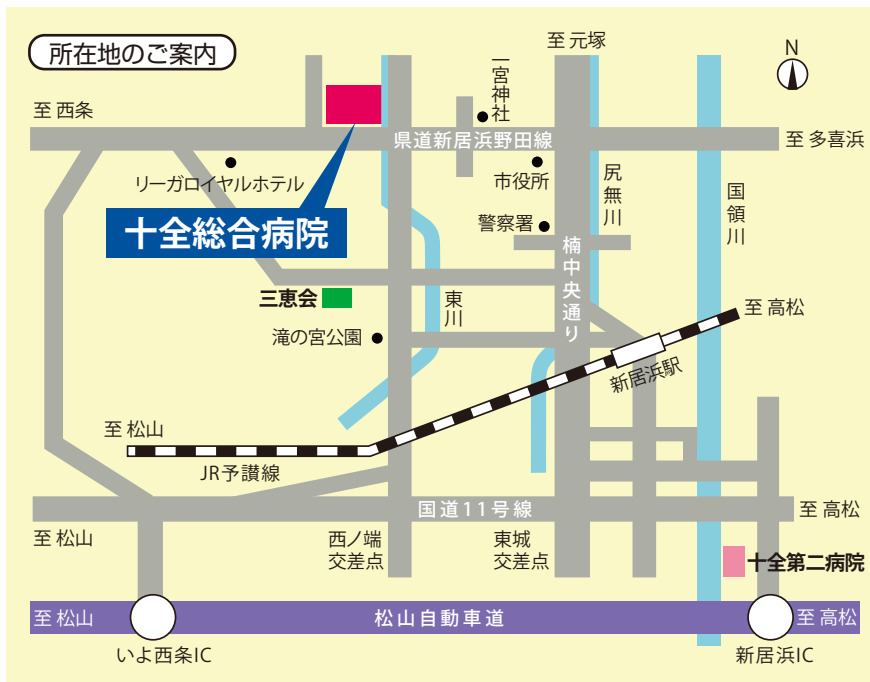 所在地のご案内
至 元塚
N
一宮神社
至 西条
県道新居浜野田線
至 多喜浜
リーガロイヤルホテル
市役所
尻無川
国領川
十全総合病院
警察署
楠中央通り
三恵会
東川
至 高松
滝の宮公園
新居浜駅
至 松山
JR予讃線
国道11号線
至 高松
至 松山
西ノ端
交差点
東城
交差点
十全第二病院
至 松山
松山自動車道
至 高松
いよ西条IC
新居浜IC